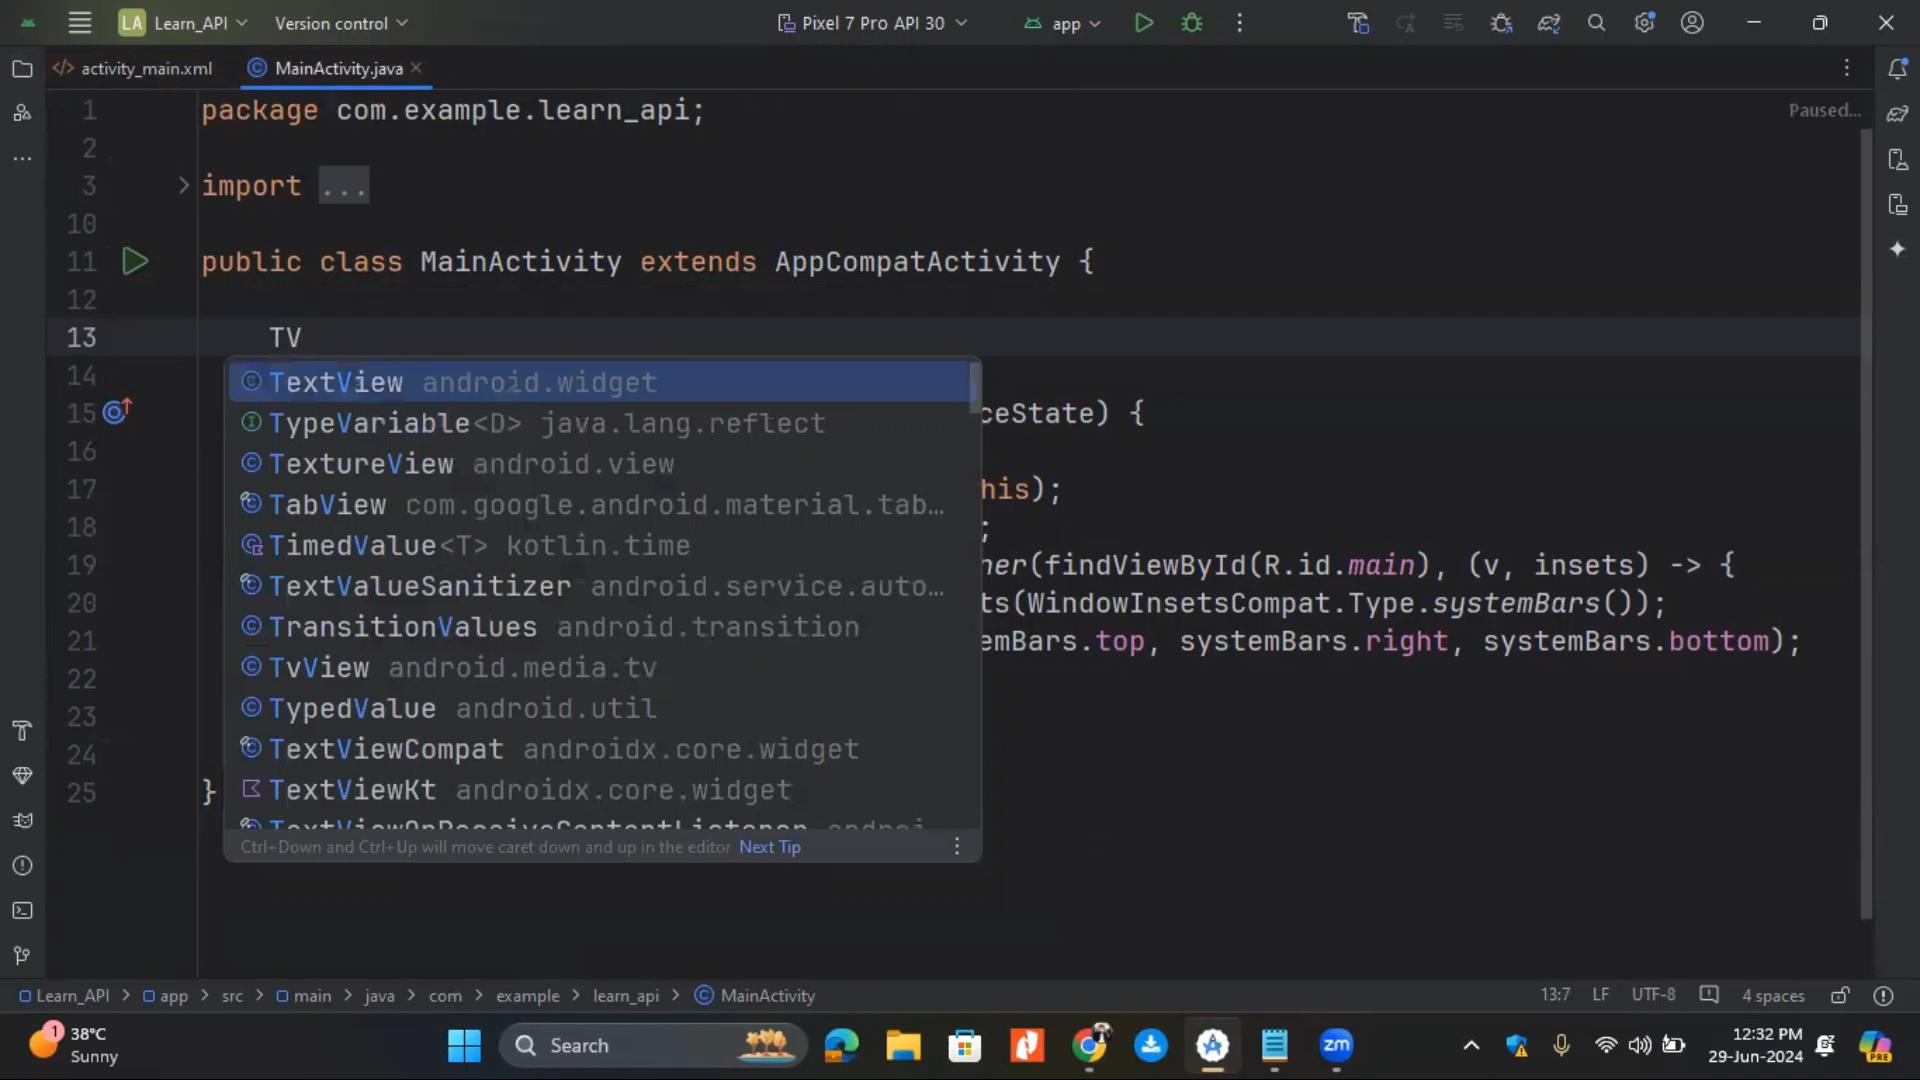 LA Learn_API Version control Pixel 7 Pro API 30 app
activity_main.xml MainActivity.java
1 package com.example.learn_api; Paused...
2
3 import ...
10
11 public class MainActivity extends AppCompatActivity {
12
13 TV
14 TextView android.widget
15 TypeVariable<D> java.lang.reflect ceState) {
16 TextureView android.view
17 TabView com.google.android.material.tab... his);
18 TimedValue<T> kotlin.time ;
19 TextValueSanitizer android.service.auto... ner(findViewById(R.id.main), (v, insets) -> {
20 TransitionValues android.transition ts(WindowInsetsCompat.Type.systemBars());
21 TvView android.media.tv emBars.top, systemBars.right, systemBars.bottom);
22
23 TypedValue android.util
24 TextViewCompat androidx.core.widget
25 } TextViewKt androidx.core.widget
TextViewOnReceiveContentListener androi
Ctrl+Down and Ctrl+Up will move caret down and up in the editor Next Tip
Learn_API > app > src > main > java > com > example > learn_api > MainActivity 13:7 LF UTF-8 4 spaces
1 38°C
Sunny
Search
zm
12:32 PM
29-Jun-2024
PRE